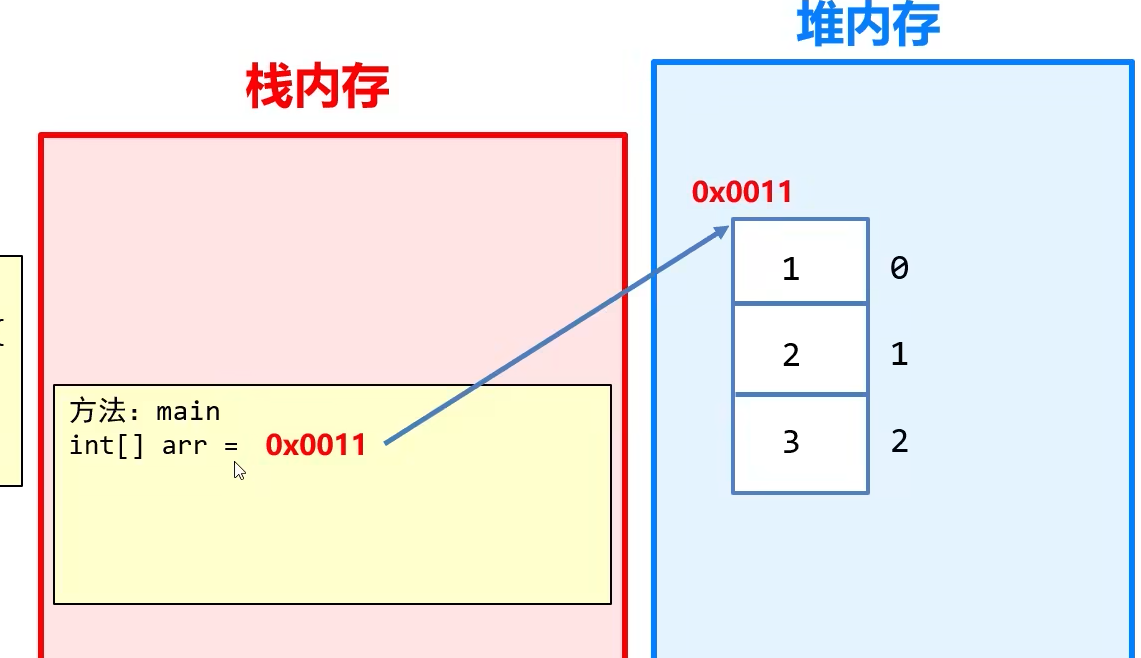 堆内存
栈内存
0x0011
1 0
2 1
3 2
方法：main
int[] arr = 0x0011